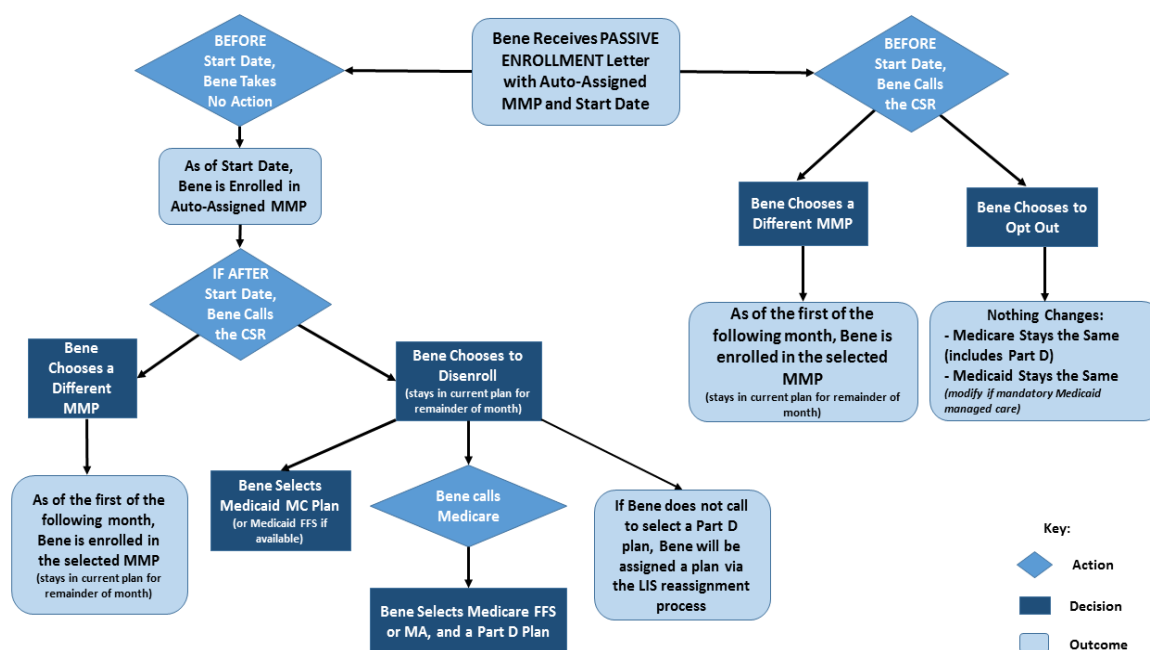 Bene Receives PASSIVE
ENROLLMENT Letter
with Auto-Assigned
MMP and Start Date
BEFORE
Start Date,
Bene Takes
No Action
BEFORE
Start Date,
Bene Calls
the CSR
As of Start Date,
Bene is Enrolled in
Auto-Assigned MMP
Bene Chooses a
Different MMP
Bene Chooses to
Opt Out
IF AFTER
Start Date,
Bene Calls
the CSR
As of the first of the
following month, Bene is
enrolled in the selected
MMP
(stays in current plan for remainder of
month)
Nothing Changes:
- Medicare Stays the Same
(includes Part D)
- Medicaid Stays the Same
(modify if mandatory Medicaid
managed care)
Bene
Chooses a
Different
MMP
Bene Chooses to
Disenroll
(stays in current plan for
remainder of month)
As of the first of the
following month,
Bene is enrolled in
the selected MMP
(stays in current plan for
remainder of month)
Bene Selects
Medicaid MC Plan
(or Medicaid FFS if
available)
Bene calls
Medicare
If Bene does not call
to select a Part D
plan, Bene will be
assigned a plan via
the LIS reassignment
process
Bene Selects Medicare FFS
or MA, and a Part D Plan
Key:
Action
Decision
Outcome